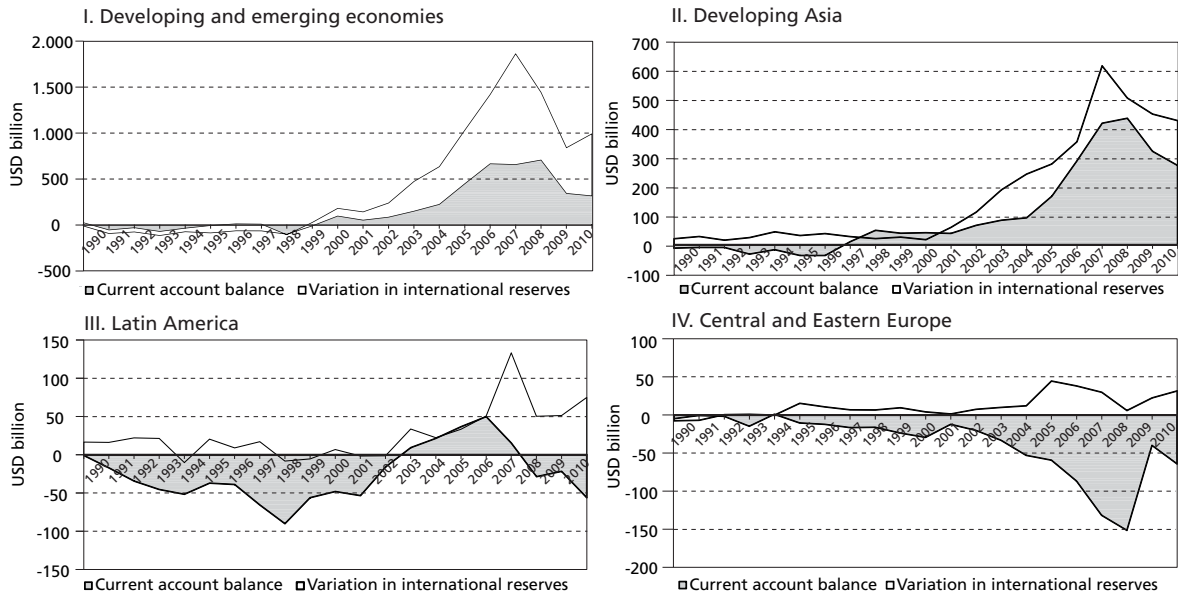 I. Developing and emerging economies
2.000
1.500
1.000
500
0
-500
USD billion
1990 1991 1992 1993 1994 1995 1996 1997 1998 1999 2000 2001 2002 2003 2004 2005 2006 2007 2008 2009 2010
Current account balance Variation in international reserves
II. Developing Asia
700
600
500
400
300
200
100
0
-100
USD billion
1990 1991 1992 1993 1994 1995 1996 1997 1998 1999 2000 2001 2002 2003 2004 2005 2006 2007 2008 2009 2010
Current account balance Variation in international reserves
III. Latin America
150
100
50
0
-50
-100
-150
USD billion
1990 1991 1992 1993 1994 1995 1996 1997 1998 1999 2000 2001 2002 2003 2004 2005 2006 2007 2008 2009 2010
Current account balance Variation in international reserves
IV. Central and Eastern Europe
100
50
0
-50
-100
-150
-200
USD billion
1990 1991 1992 1993 1994 1995 1996 1997 1998 1999 2000 2001 2002 2003 2004 2005 2006 2007 2008 2009 2010
Current account balance Variation in international reserves